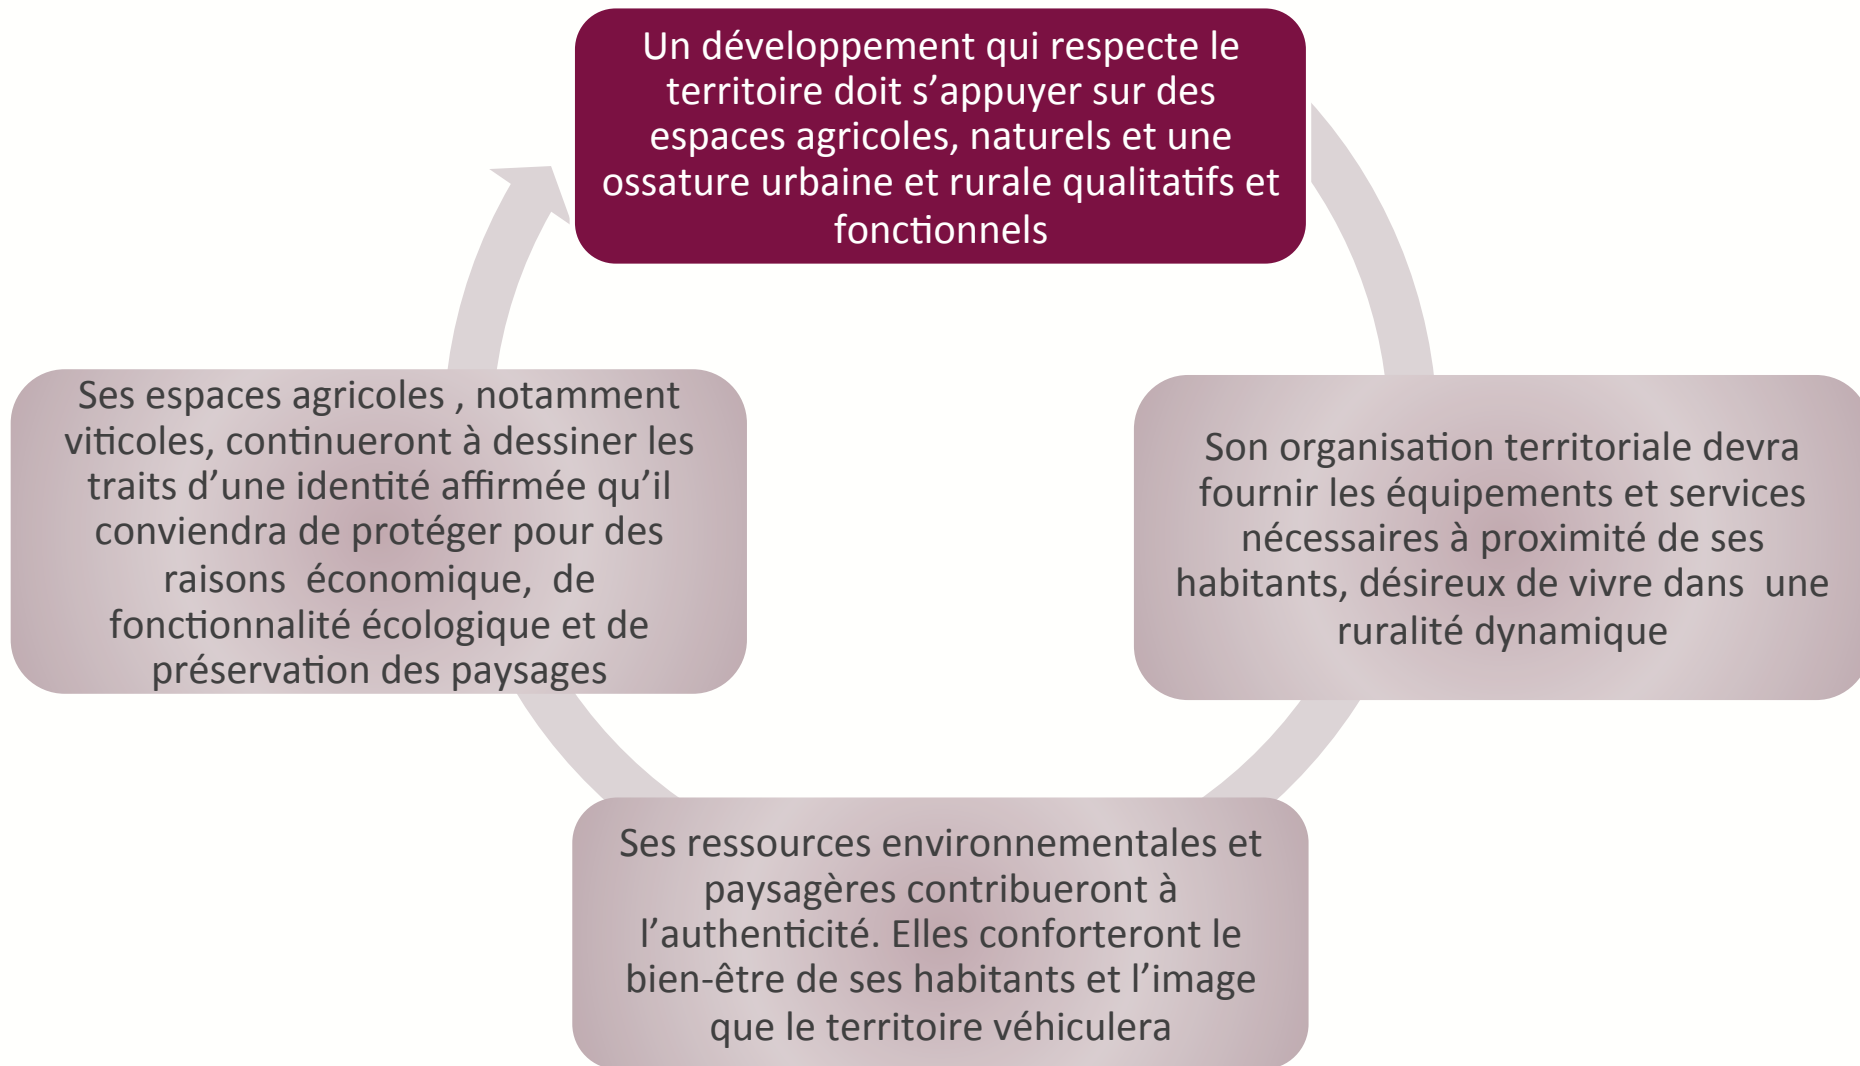 Un développement qui respecte le
territoire doit s’appuyer sur des
espaces agricoles, naturels et une
ossature urbaine et rurale qualitatifs et
fonctionnels
Son organisation territoriale devra
fournir les équipements et services
nécessaires à proximité de ses
habitants, désireux de vivre dans une
ruralité dynamique
Ses ressources environnementales et
paysagères contribueront à
l’authenticité. Elles conforteront le
bien-être de ses habitants et l’image
que le territoire véhiculera
Ses espaces agricoles , notamment
viticoles, continueront à dessiner les
traits d’une identité affirmée qu’il
conviendra de protéger pour des
raisons économique, de
fonctionnalité écologique et de
préservation des paysages